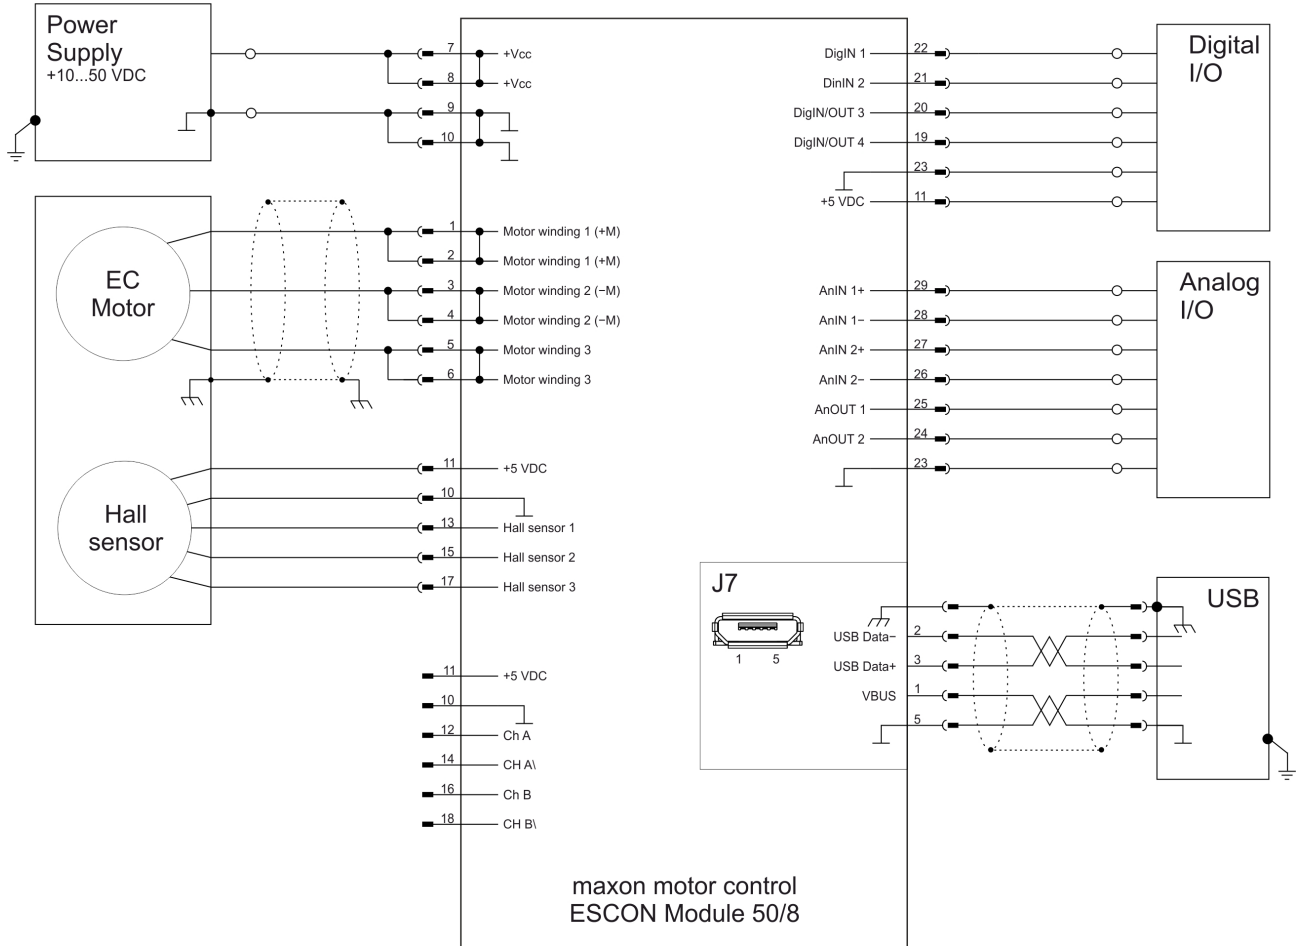 Power
Supply
+10...50 VDC
7 +Vcc
8 +Vcc
9
10
EC
Motor
1 Motor winding 1 (+M)
2 Motor winding 1 (+M)
3 Motor winding 2 (−M)
4 Motor winding 2 (−M)
5 Motor winding 3
6 Motor winding 3
Hall
sensor
11 +5 VDC
10
13 Hall sensor 1
15 Hall sensor 2
17 Hall sensor 3
11 +5 VDC
10
12 Ch A
14 CH A\
16 Ch B
18 CH B\
DigIN 1 22
DinIN 2 21
DigIN/OUT 3 20
DigIN/OUT 4 19
23
+5 VDC 11
Digital
I/O
AnIN 1+ 29
AnIN 1− 28
AnIN 2+ 27
AnIN 2− 26
AnOUT 1 25
AnOUT 2 24
23
Analog
I/O
J7
1 5
USB Data− 2
USB Data+ 3
VBUS 1
5
USB
maxon motor control
ESCON Module 50/8